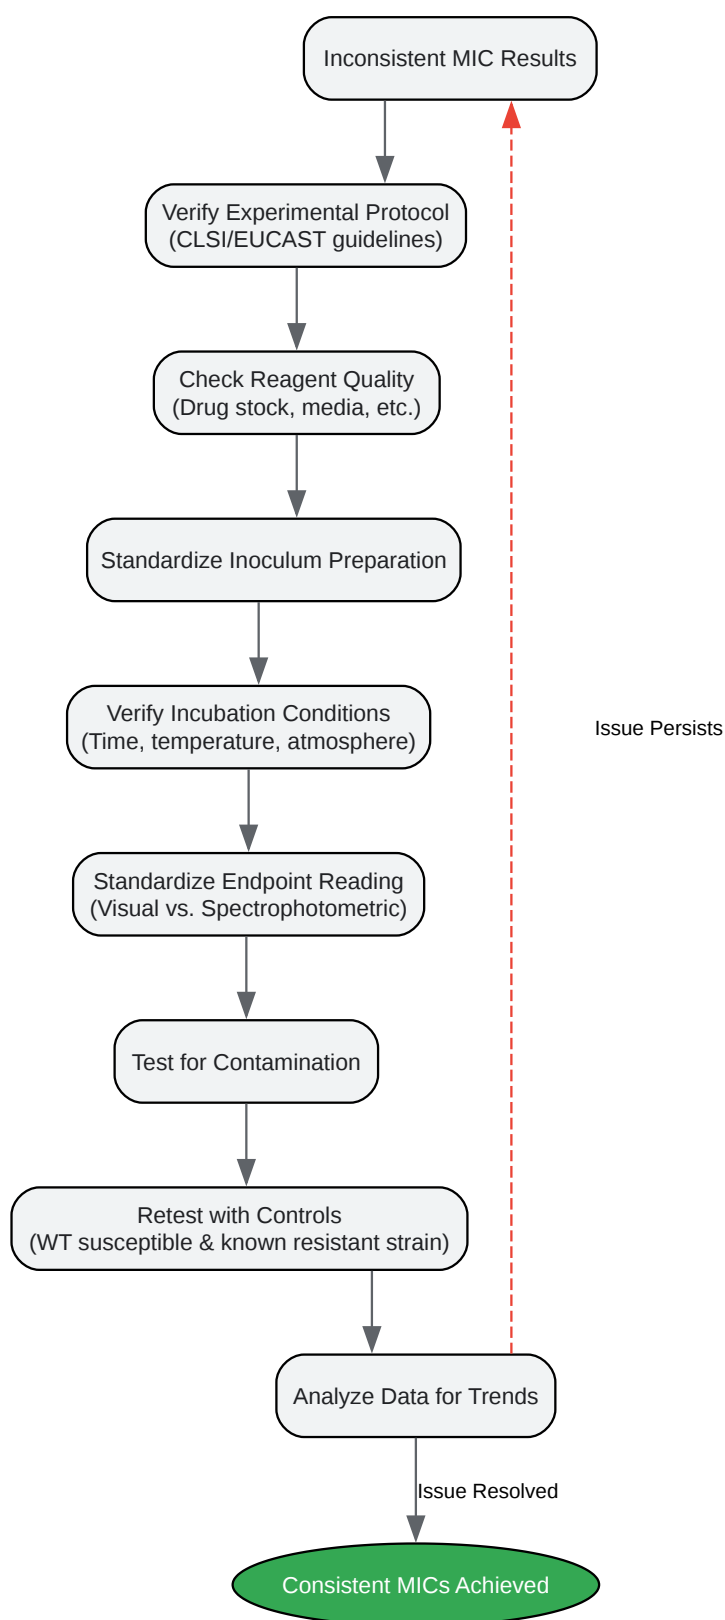 Inconsistent MIC Results
Verify Experimental Protocol
(CLSI/EUCAST guidelines)
Check Reagent Quality
(Drug stock, media, etc.)
Standardize Inoculum Preparation
Verify Incubation Conditions
(Time, temperature, atmosphere)
Issue Persists
Standardize Endpoint Reading
(Visual vs. Spectrophotometric)
Test for Contamination
Retest with Controls
(WT susceptible & known resistant strain)
Analyze Data for Trends
Issue Resolved
Consistent MICs Achieved